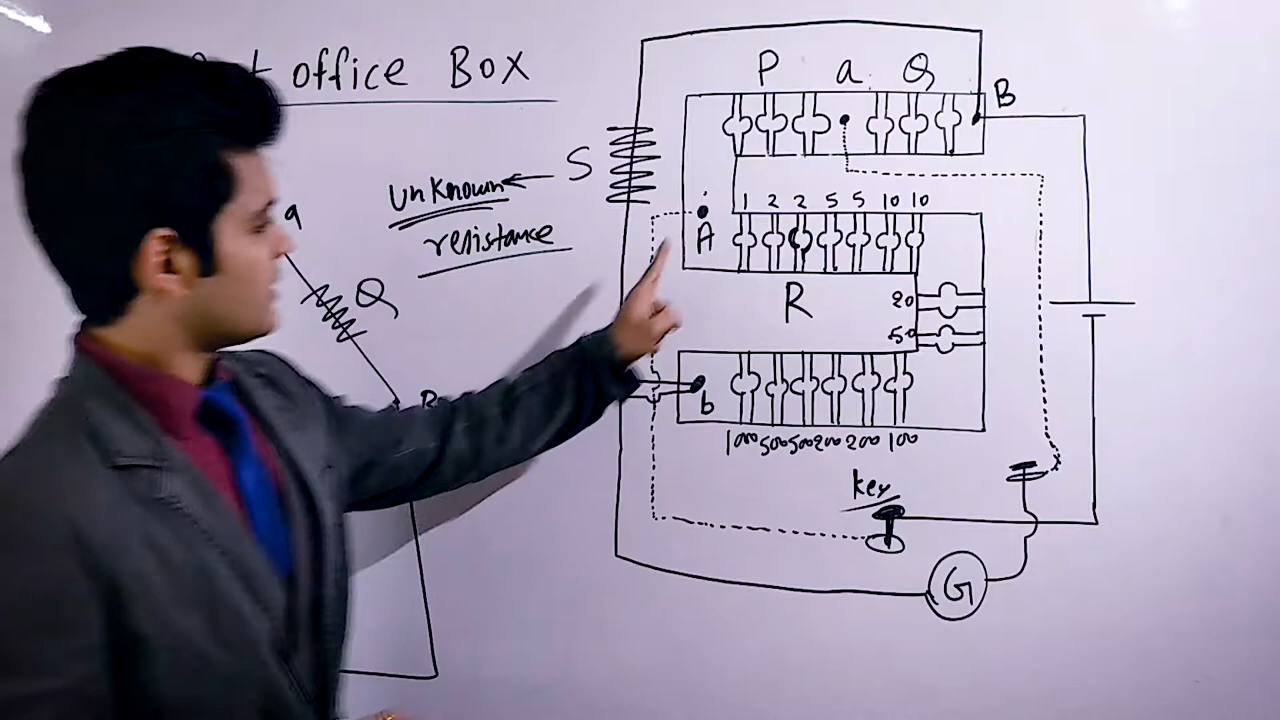 office Box
P a Q
B
S
unknown
resistance
a
Q
A
1 2 2 5 5 10 10
R
20
50
b
1000 500 500 200 200 100
key
G